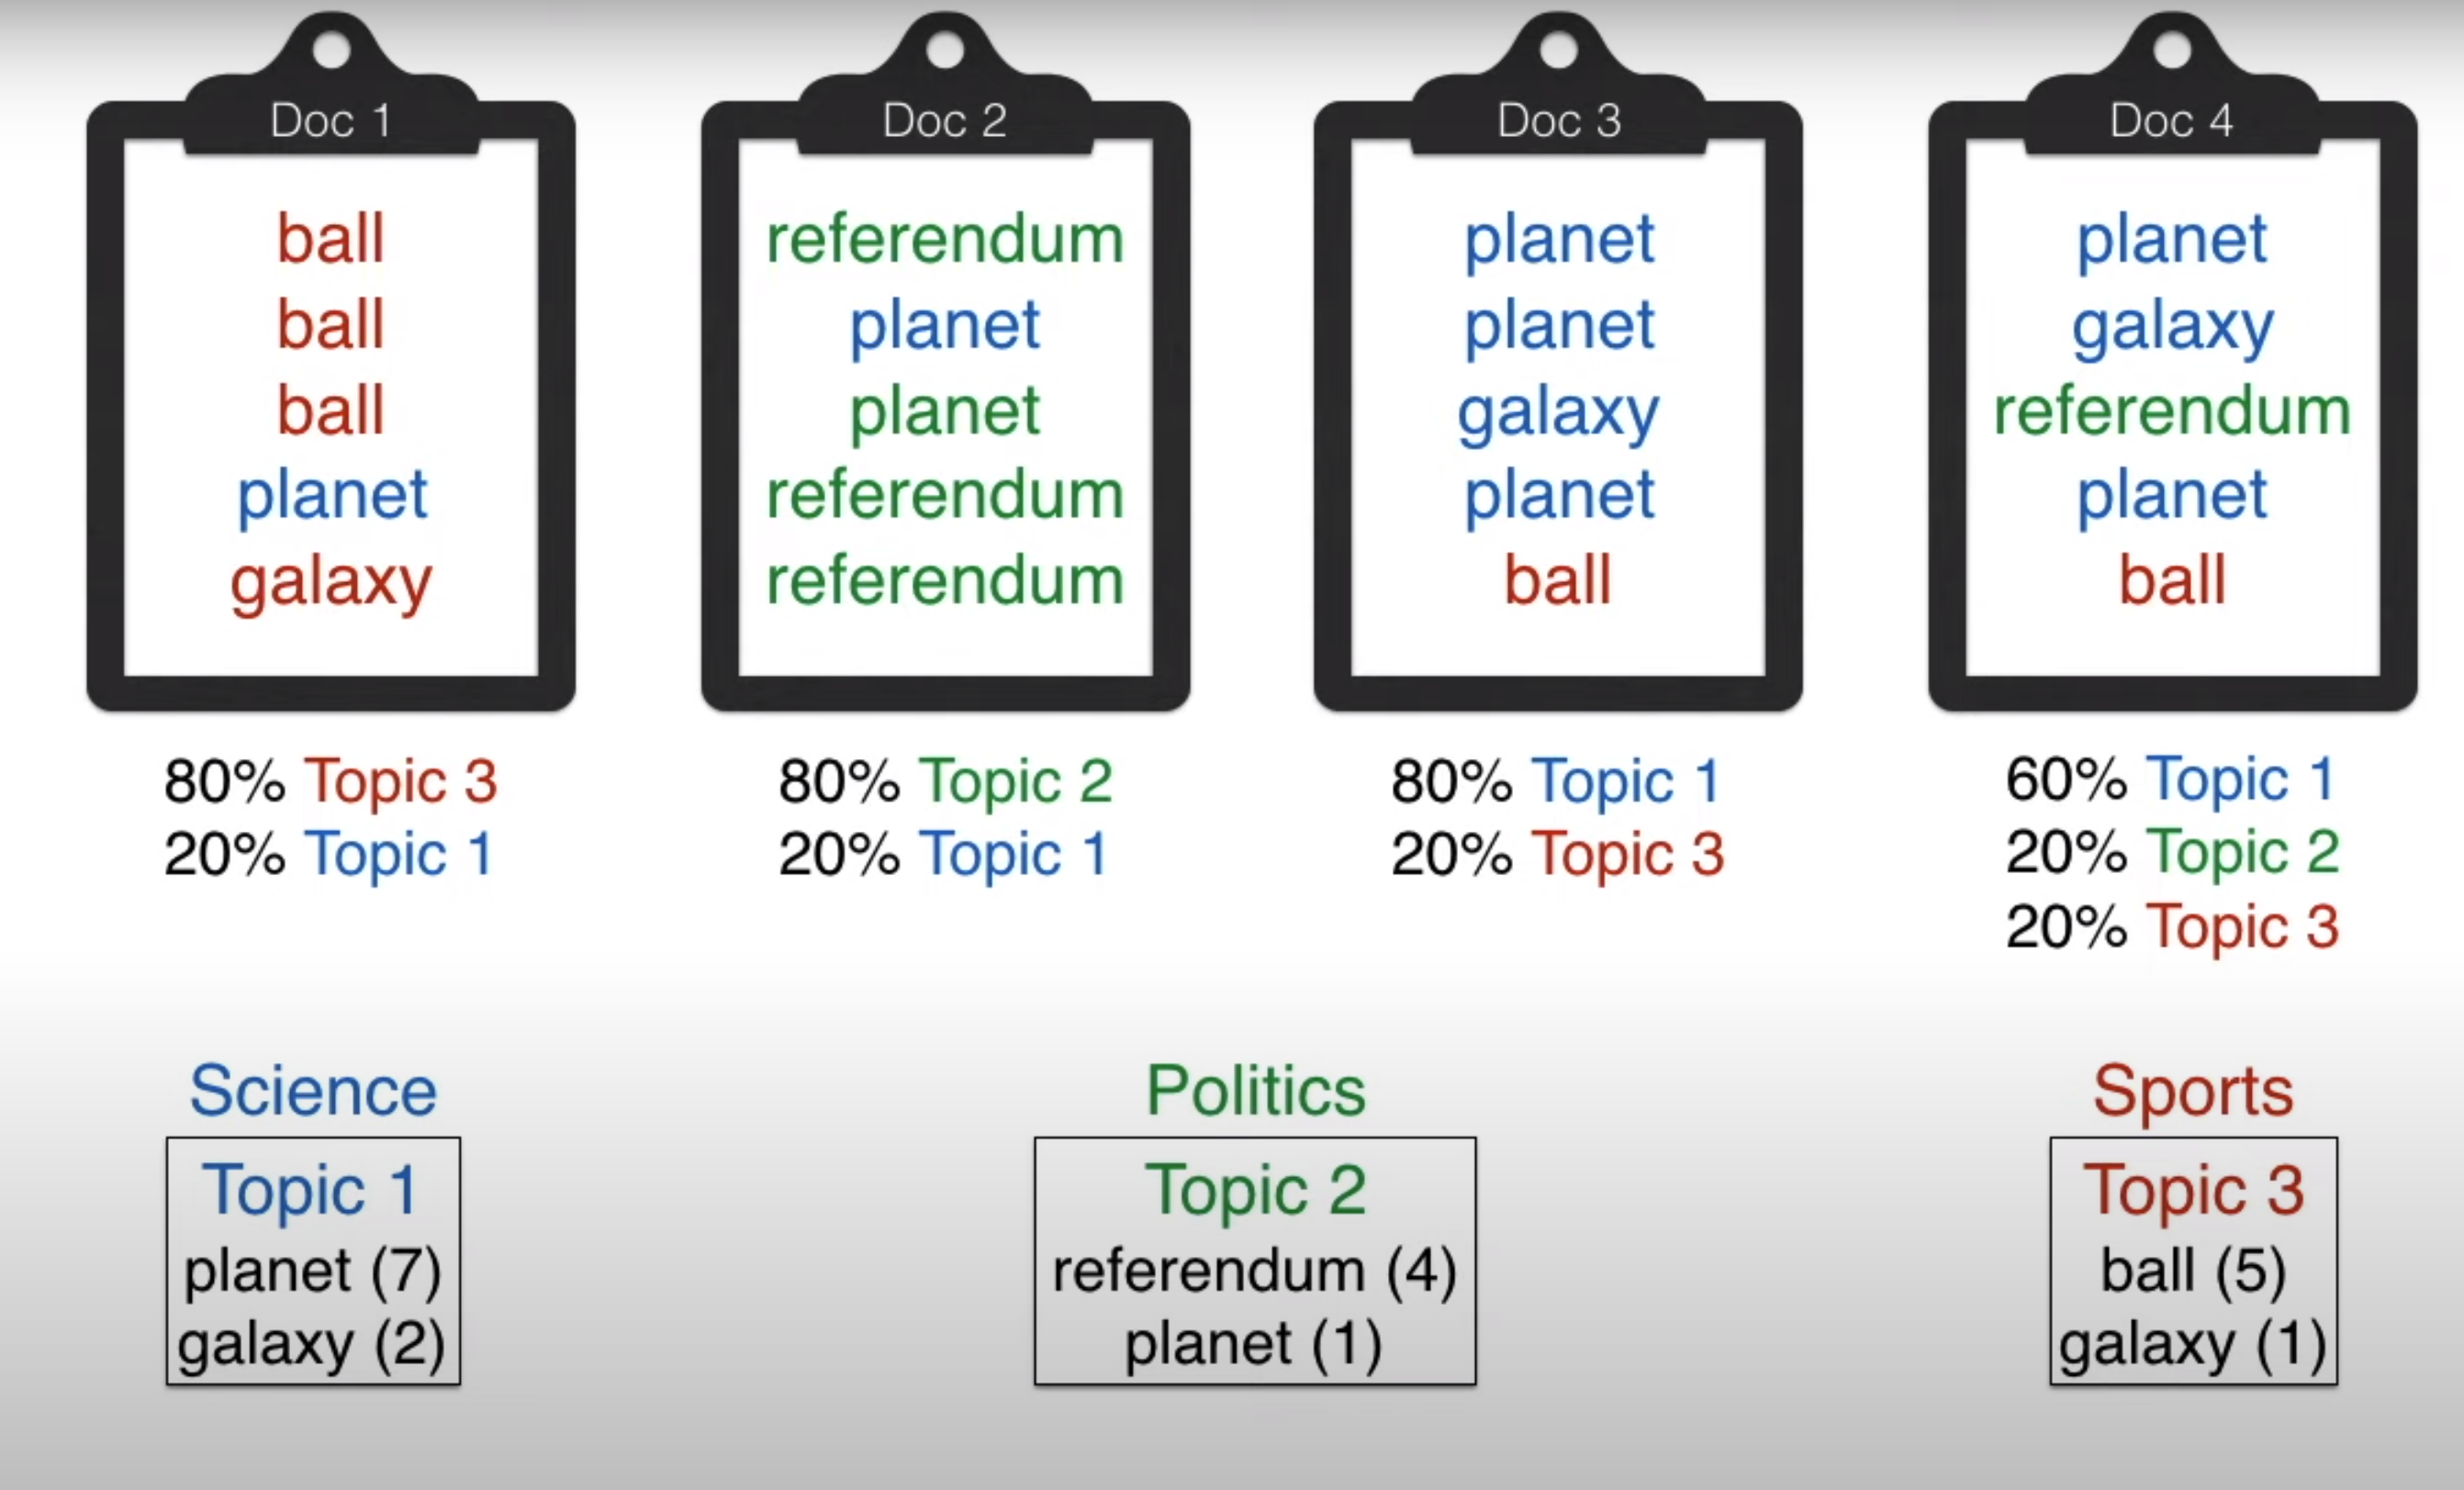 Doc 1
ball
ball
ball
planet
galaxy
80% Topic 3
20% Topic 1
Doc 2
referendum
planet
planet
referendum
referendum
80% Topic 2
20% Topic 1
Doc 3
planet
planet
galaxy
planet
ball
80% Topic 1
20% Topic 3
Doc 4
planet
galaxy
referendum
planet
ball
60% Topic 1
20% Topic 2
20% Topic 3
Science
Topic 1
planet (7)
galaxy (2)
Politics
Topic 2
referendum (4)
planet (1)
Sports
Topic 3
ball (5)
galaxy (1)